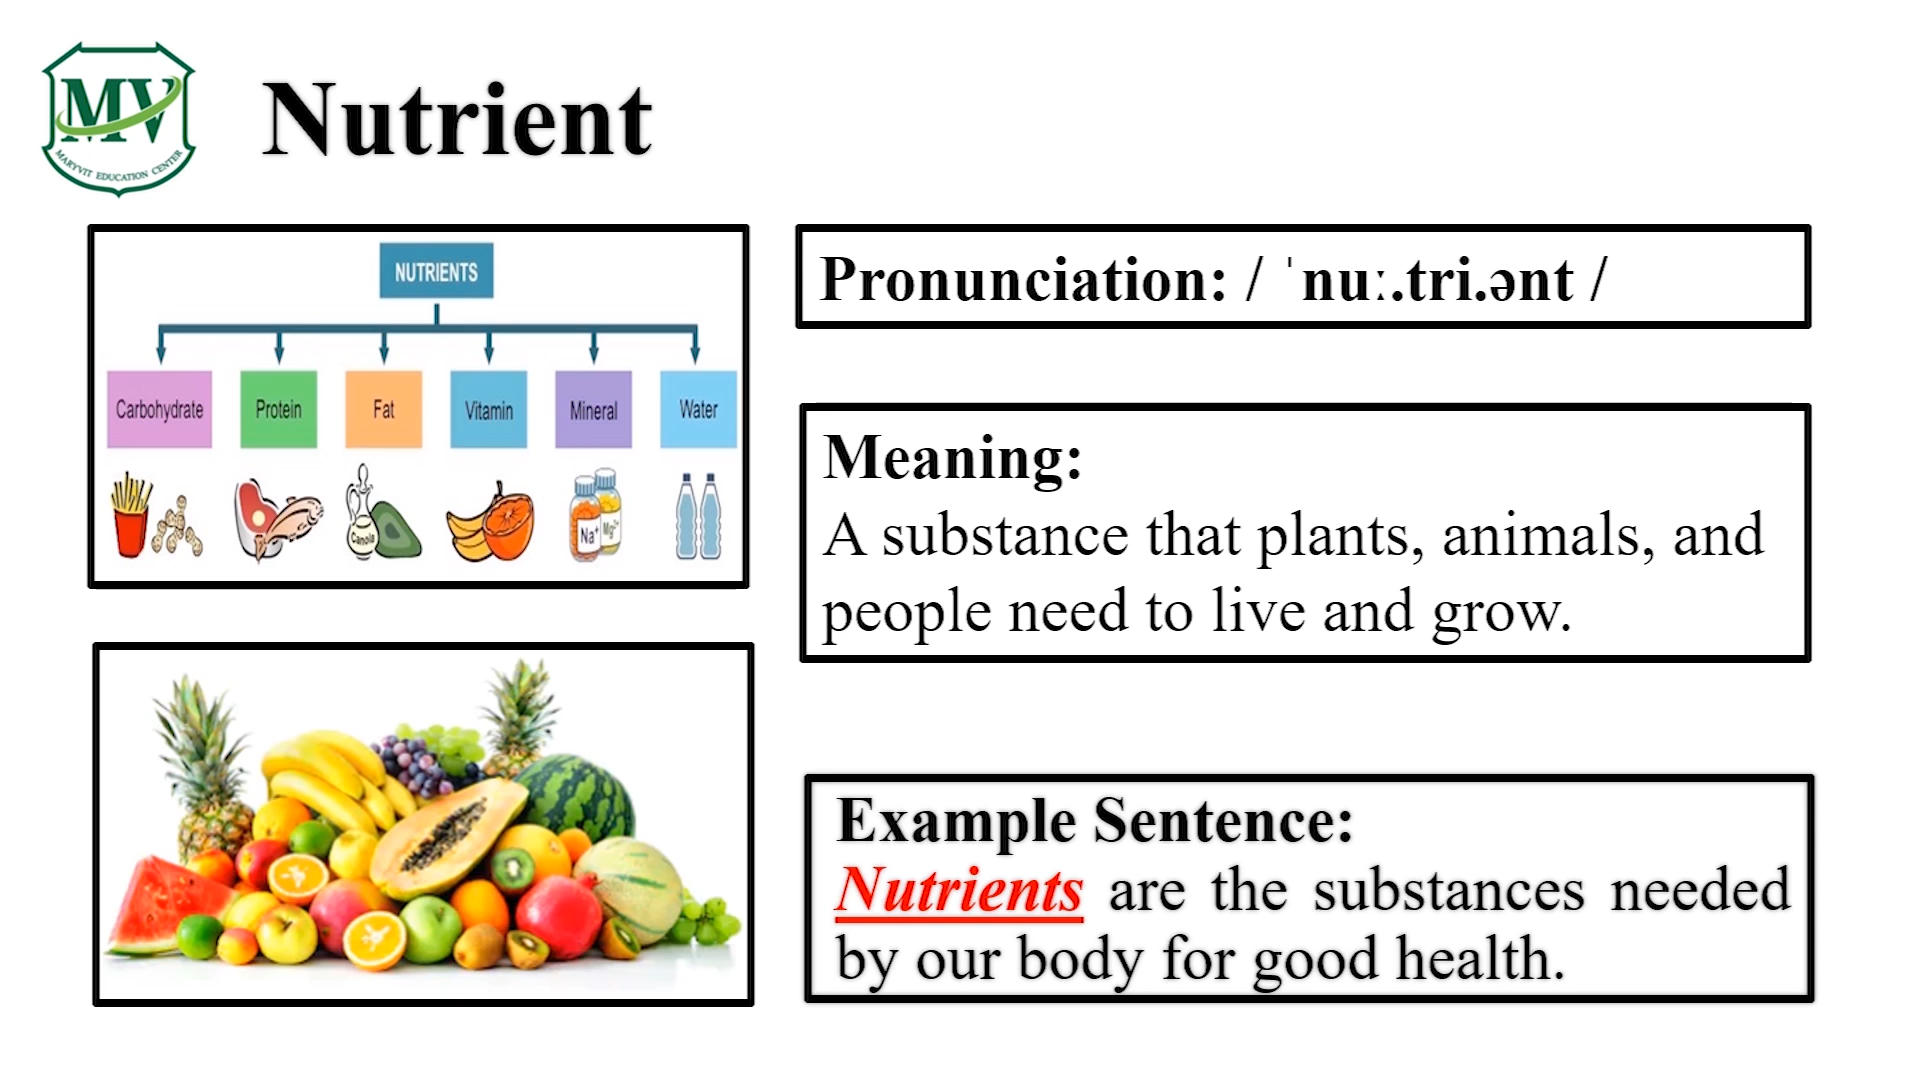 MV
MARYVIT EDUCATION CENTER
Nutrient
NUTRIENTS
Carbohydrate
Protein
Fat
Vitamin
Mineral
Water
Canola
Na⁺
Mg²⁺
Pronunciation: / ˈnuː.tri.ənt /
Meaning:
A substance that plants, animals, and
people need to live and grow.
Example Sentence:
Nutrients are the substances needed
by our body for good health.